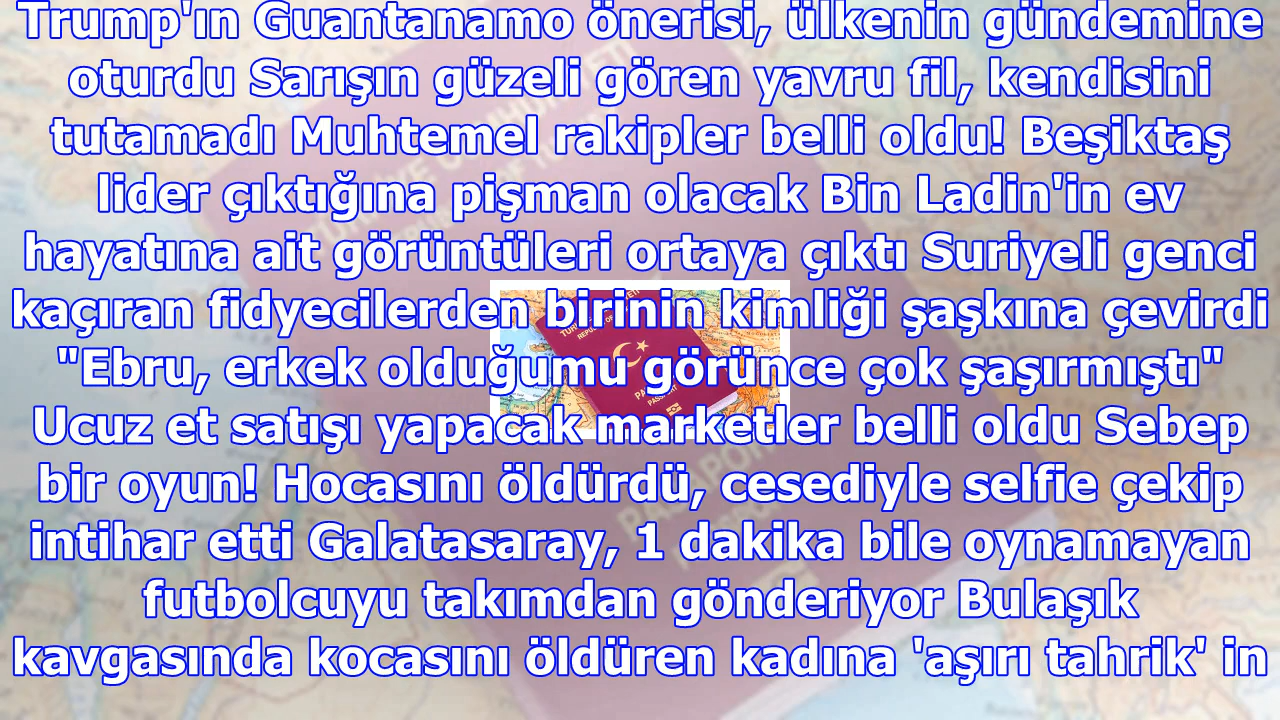 Trump'ın Guantanamo önerisi, ülkenin gündemine
oturdu Sarışın güzeli gören yavru fil, kendisini
tutamadı Muhtemel rakipler belli oldu! Beşiktaş
lider çıktığına pişman olacak Bin Ladin'in ev
hayatına ait görüntüleri ortaya çıktı Suriyeli genci
kaçıran fidyecilerden birinin kimliği şaşkına çevirdi
"Ebru, erkek olduğumu görünce çok şaşırmıştı"
Ucuz et satışı yapacak marketler belli oldu Sebep
bir oyun! Hocasını öldürdü, cesediyle selfie çekip
intihar etti Galatasaray, 1 dakika bile oynamayan
futbolcuyu takımdan gönderiyor Bulaşık
kavgasında kocasını öldüren kadına 'aşırı tahrik' in